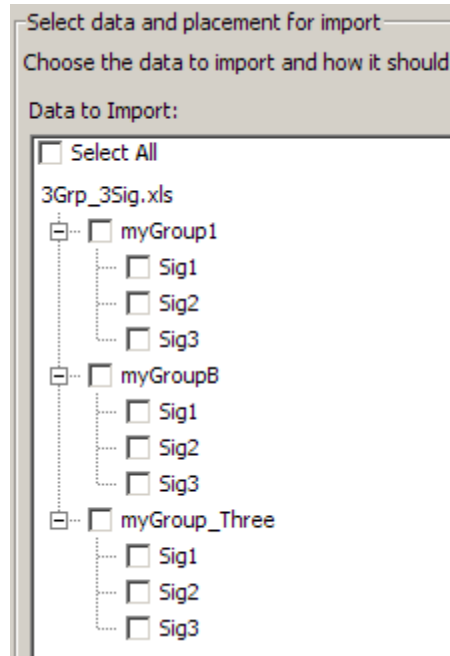 Select data and placement for import
Choose the data to import and how it should
Data to Import:
Select All
3Grp_3Sig.xls
myGroup1
Sig1
Sig2
Sig3
myGroupB
Sig1
Sig2
Sig3
myGroup_Three
Sig1
Sig2
Sig3